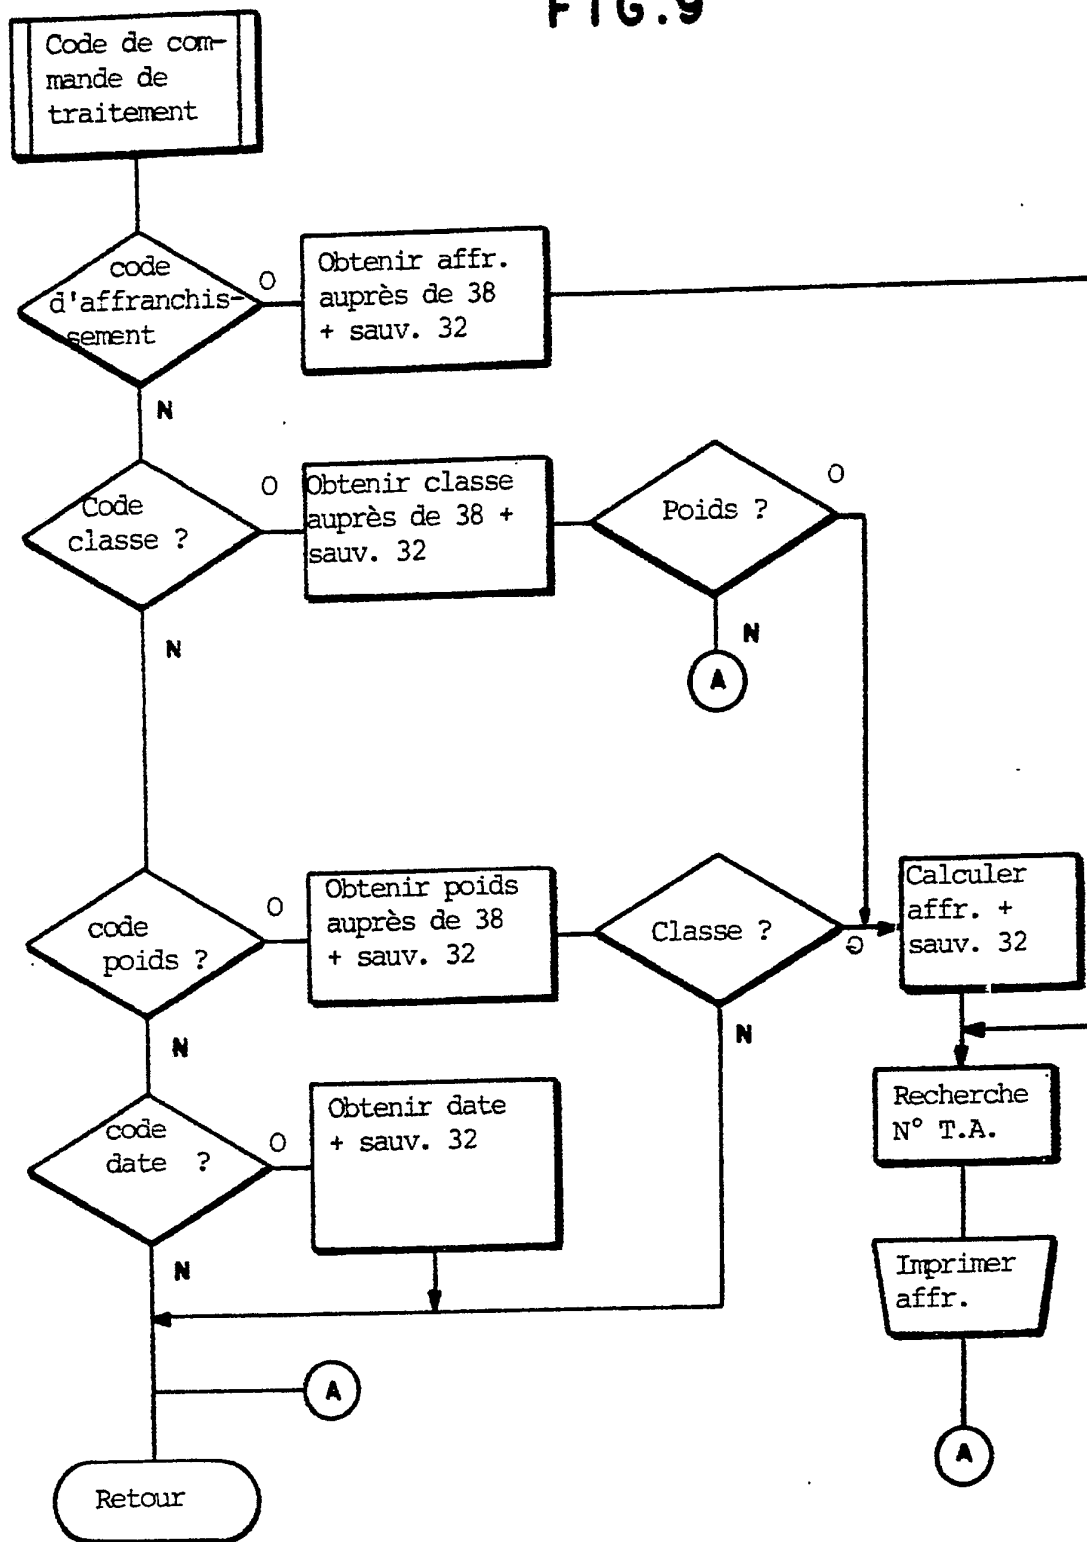 FIG.9
Code de com-
mande de
traitement
code
d'affranchis-
sement
O
Obtenir affr.
auprès de 38
+ sauv. 32
N
Code
classe ?
O
Obtenir classe
auprès de 38 +
sauv. 32
Poids ?
O
N
A
N
code
poids ?
O
Obtenir poids
auprès de 38
+ sauv. 32
Classe ?
O
Calculer
affr. +
sauv. 32
N
N
code
date ?
O
Obtenir date
+ sauv. 32
Recherche
N° T.A.
N
Imprimer
affr.
A
A
Retour